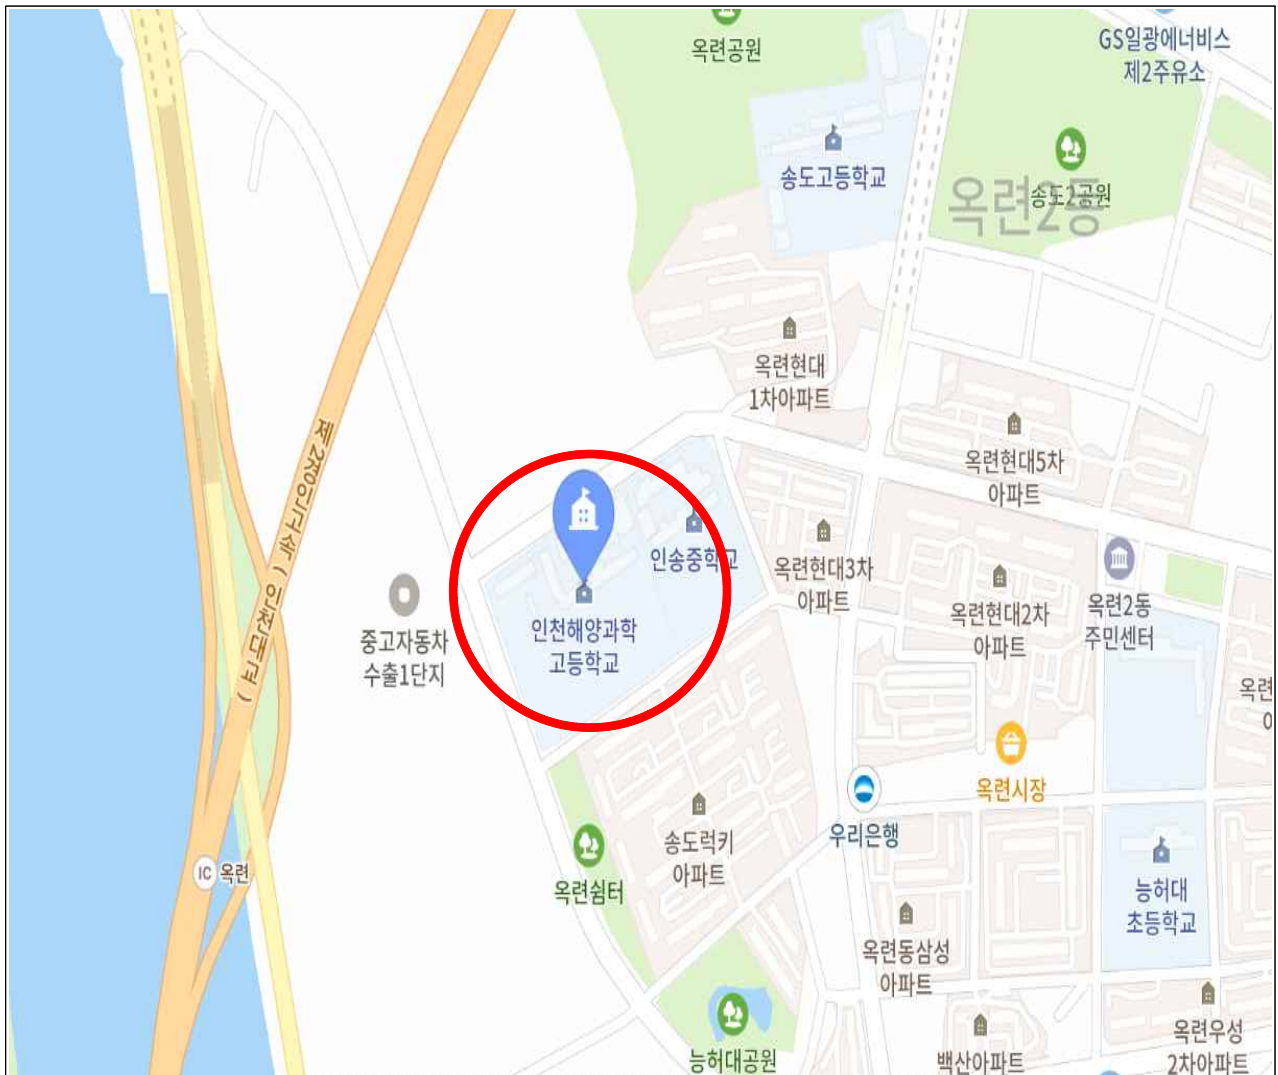 옥련공원
GS일광에너비스
제2주유소
송도고등학교
송도2공원
옥련2동
옥련현대
1차아파트
옥련현대5차
아파트
제2경인고속 (인천대교)
인송중학교
옥련현대3차
아파트
옥련현대2차
아파트
옥련2동
주민센터
중고자동차
수출1단지
인천해양과학
고등학교
옥련
옥련시장
우리은행
송도럭키
아파트
IC 옥련
옥련쉼터
능허대
초등학교
옥련동삼성
아파트
능허대공원
백산아파트
옥련우성
2차아파트